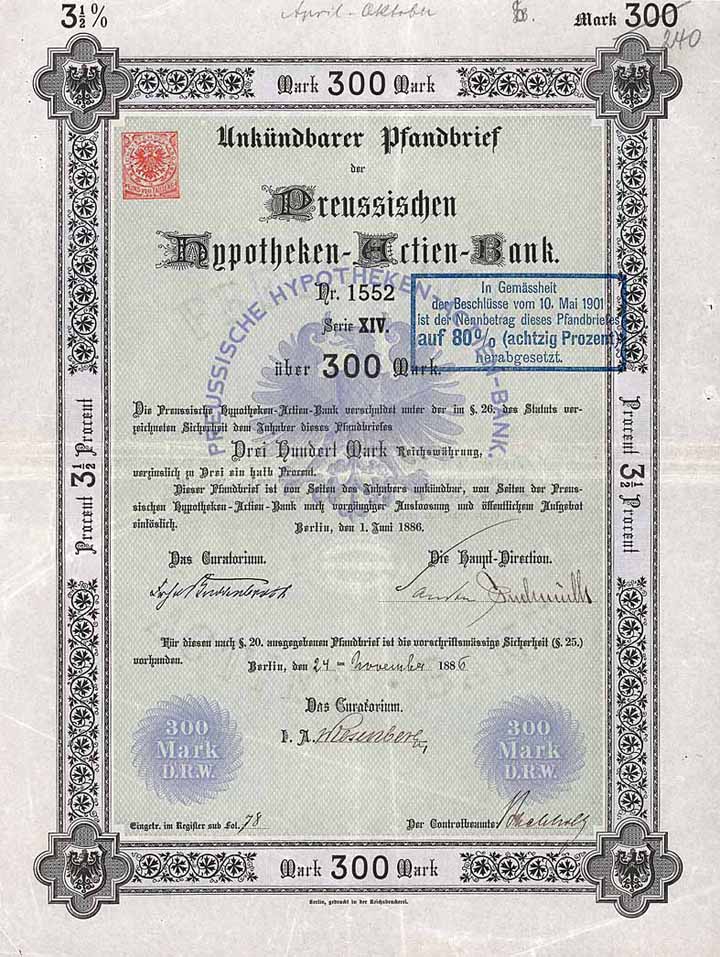 3½%
April - Oktober
Mark 300
240
Mark 300 Mark
Unkündbarer Pfandbrief
der
Preussischen
Hypotheken-Actien-Bank.
PREUSSISCHE HYPOTHEKEN-ACTIEN-BANK
Nr. 1552
Serie XIV.
über 300 Mark.
In Gemässheit
der Beschlüsse vom 10. Mai 1901
ist der Nennbetrag dieses Pfandbriefes
auf 80% (achtzig Prozent)
herabgesetzt.
Die Preussische Hypotheken-Actien-Bank verschuldet unter der im §. 26. des Statuts ver-
zeichneten Sicherheit dem Inhaber dieses Pfandbriefes
Drei Hundert Mark Reichswährung,
verzinslich zu Drei ein halb Procent.
Dieser Pfandbrief ist von Seiten des Inhabers unkündbar, von Seiten der Preus-
sischen Hypotheken-Actien-Bank nach vorgängiger Ausloosung und öffentlichem Aufgebot
einlöslich.
Berlin, den 1. Juni 1886.
Das Curatorium.
Die Haupt-Direction.
Sanden
Für diesen nach §. 20. ausgegebenen Pfandbrief ist die vorschriftsmässige Sicherheit (§. 25.)
vorhanden.
Berlin, den 24ten November 1886
Das Curatorium.
I. A.
300
Mark
D.R.W.
300
Mark
D.R.W.
Eingetr. im Register sub Fol. 78
Der Controlbeamte
Procent 3½ Procent
Procent 3½ Procent
Mark 300 Mark
Berlin, gedruckt in der Reichsdruckerei.